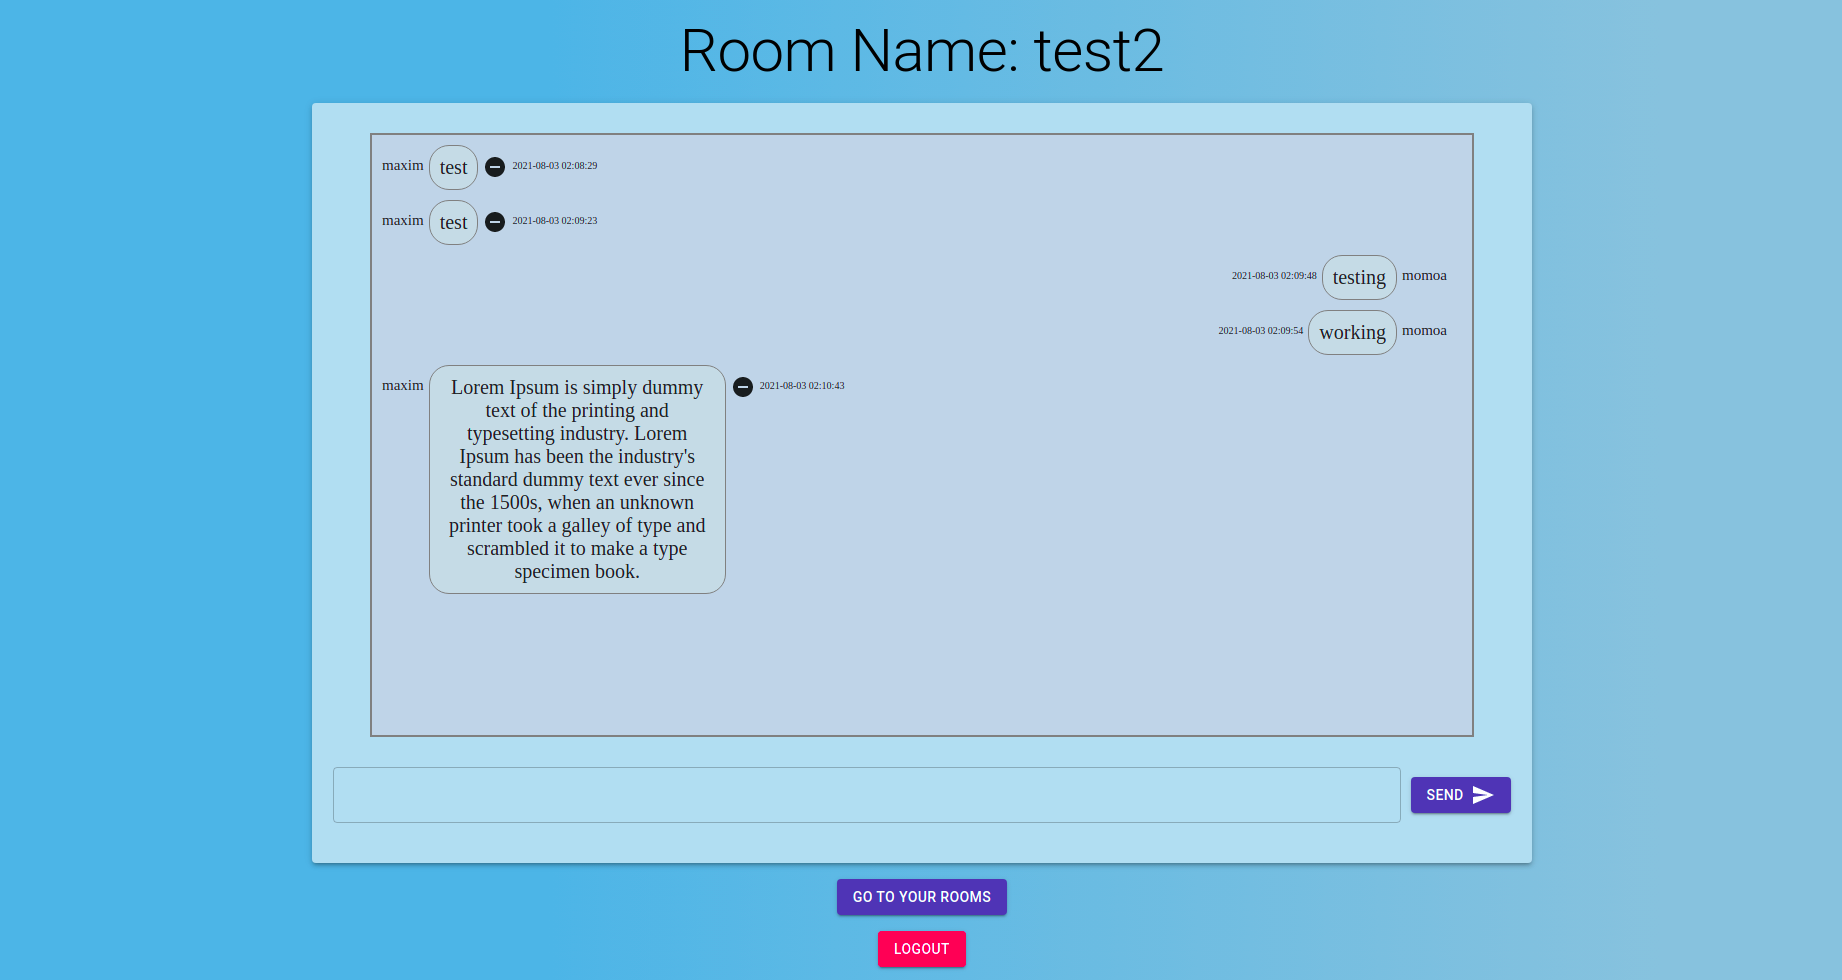 Room Name: test2
maxim test 2021-08-03 02:08:29
maxim test 2021-08-03 02:09:23
2021-08-03 02:09:48 testing momoa
2021-08-03 02:09:54 working momoa
maxim Lorem Ipsum is simply dummy 2021-08-03 02:10:43
text of the printing and
typesetting industry. Lorem
Ipsum has been the industry's
standard dummy text ever since
the 1500s, when an unknown
printer took a galley of type and
scrambled it to make a type
specimen book.
SEND
GO TO YOUR ROOMS
LOGOUT